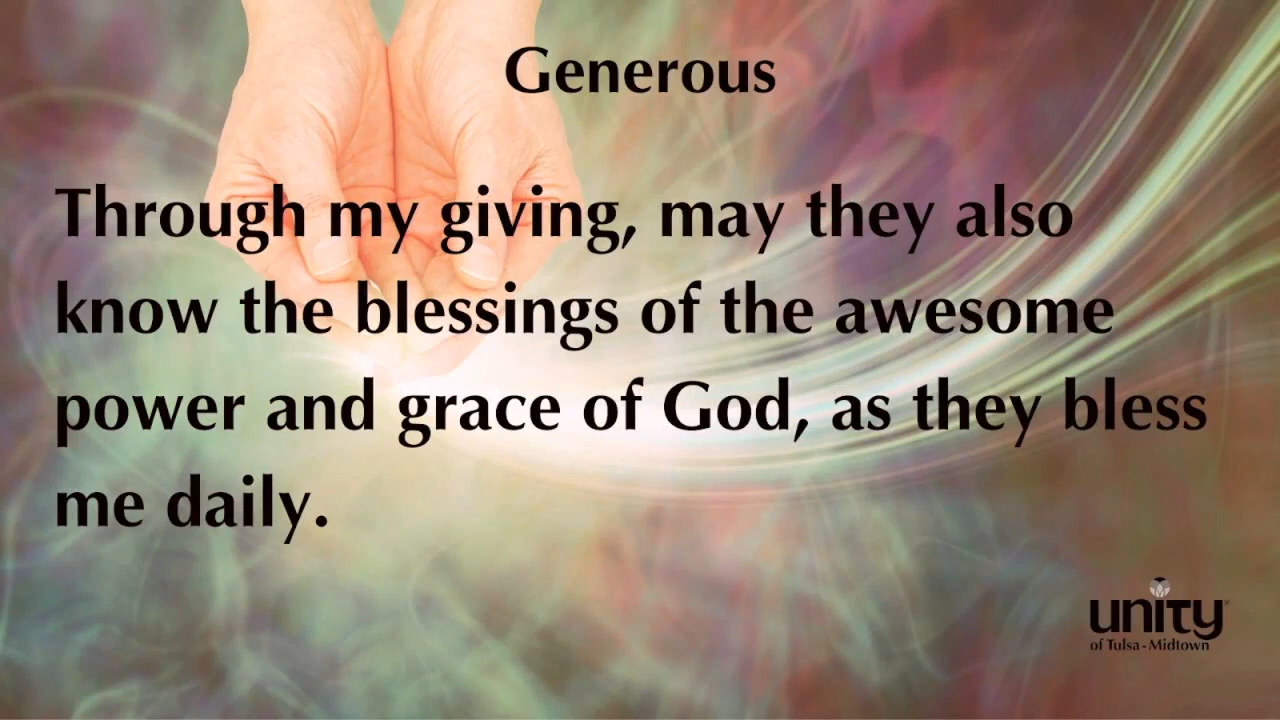 Generous
Through my giving, may they also
know the blessings of the awesome
power and grace of God, as they bless
me daily.
unity®
of Tulsa - Midtown